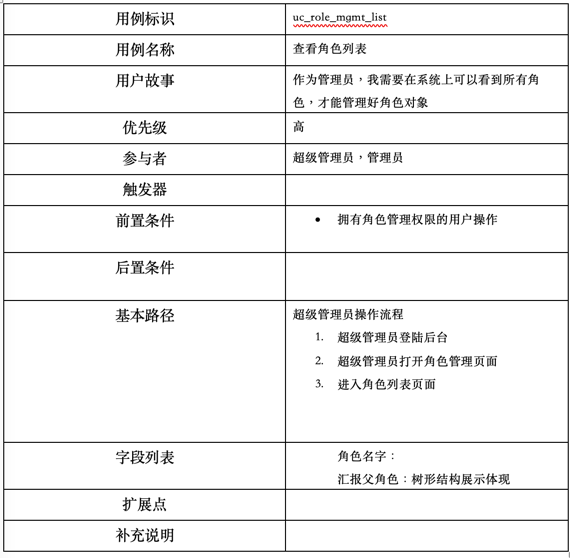 用例标识
uc_role_mgmt_list
用例名称
查看角色列表
用户故事
作为管理员，我需要在系统上可以看到所有角
色，才能管理好角色对象
优先级
高
参与者
超级管理员，管理员
触发器
前置条件
• 拥有角色管理权限的用户操作
后置条件
基本路径
超级管理员操作流程
1. 超级管理员登陆后台
2. 超级管理员打开角色管理页面
3. 进入角色列表页面
字段列表
角色名字：
汇报父角色：树形结构展示体现
扩展点
补充说明